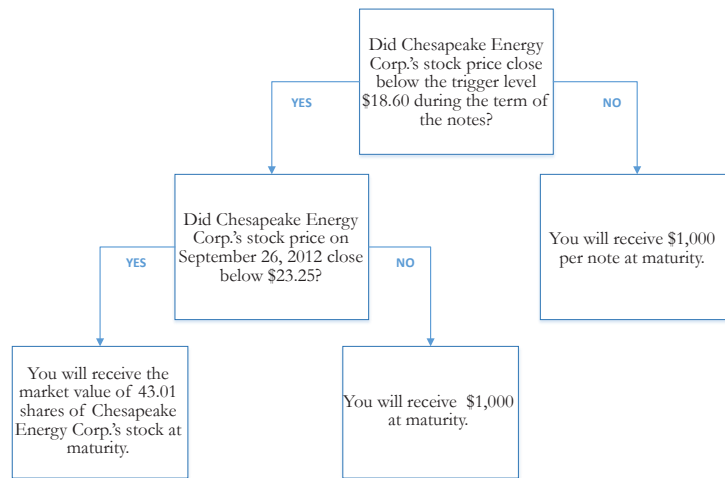 Did Chesapeake Energy
Corp.'s stock price close
below the trigger level
$18.60 during the term of
the notes?
YES
NO
Did Chesapeake Energy
Corp.'s stock price on
September 26, 2012 close
below $23.25?
You will receive $1,000
per note at maturity.
YES
NO
You will receive the
market value of 43.01
shares of Chesapeake
Energy Corp.'s stock at
maturity.
You will receive $1,000
at maturity.